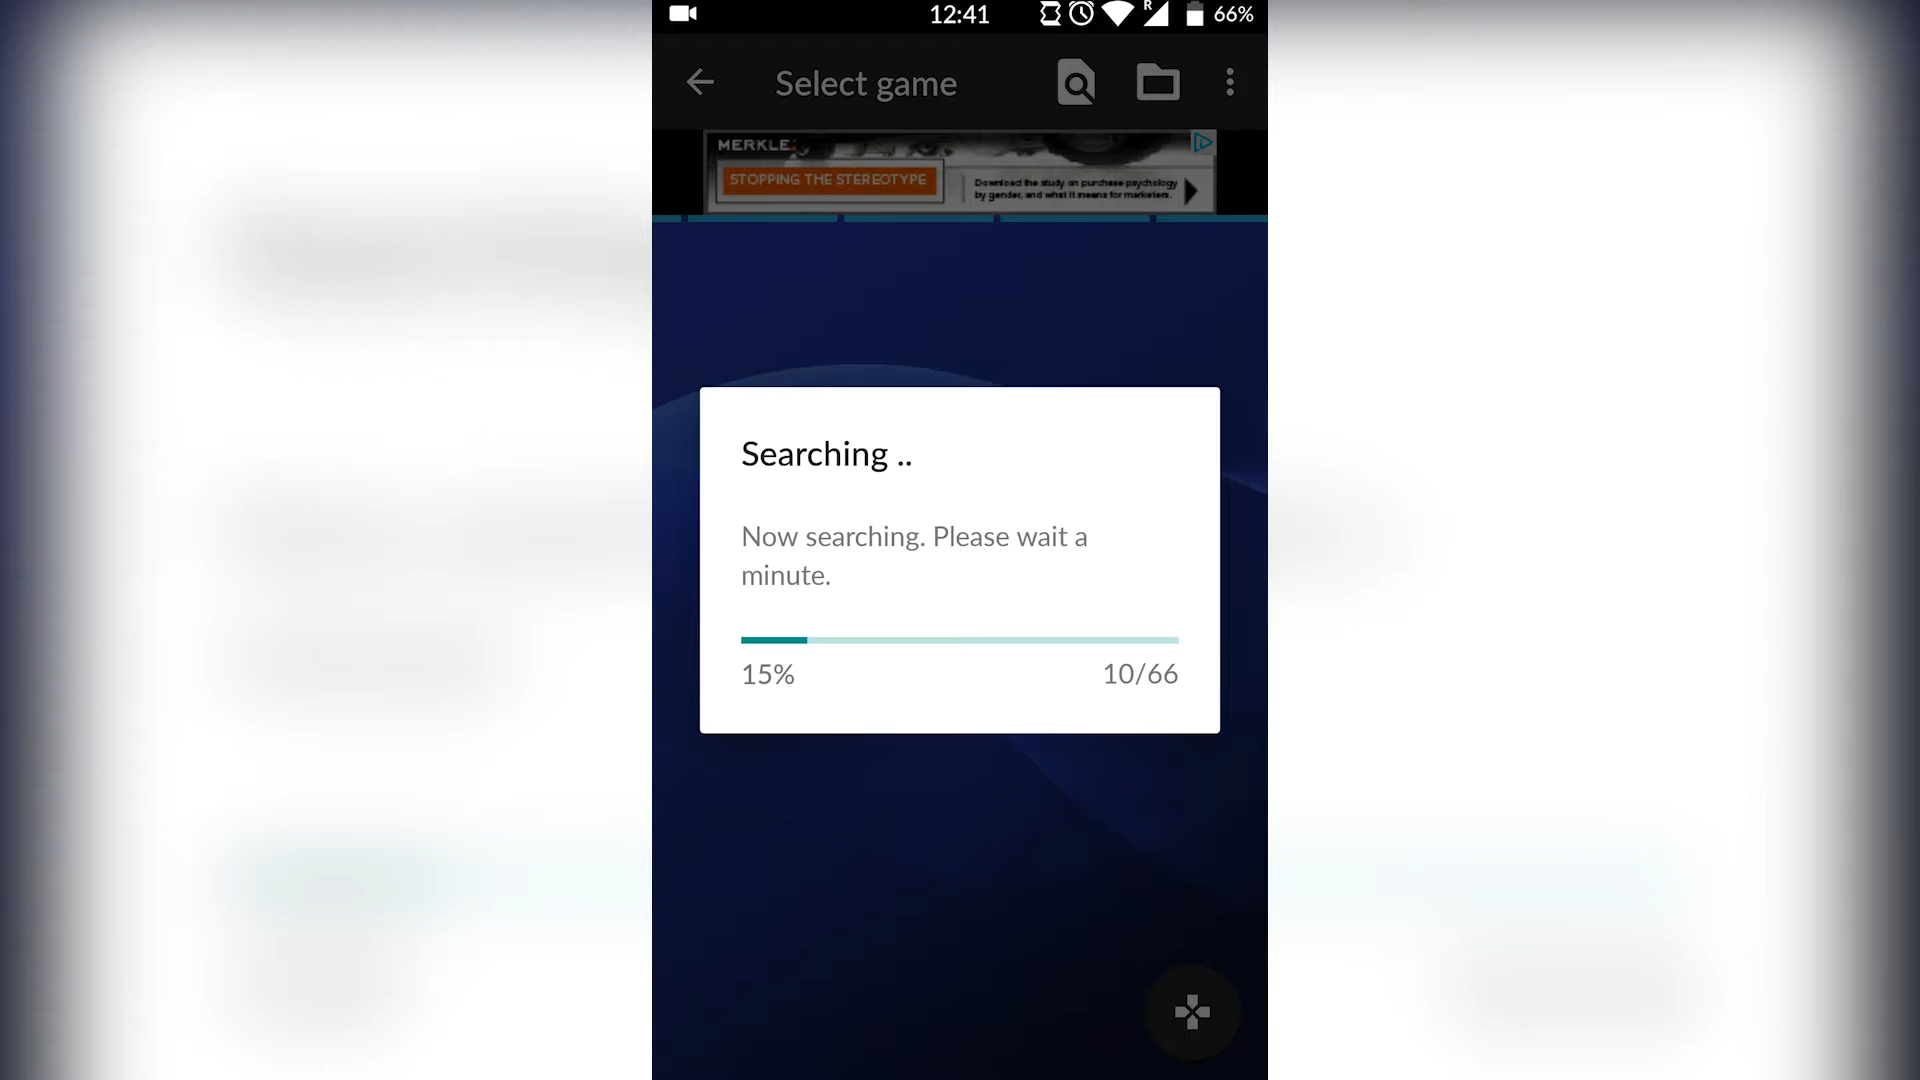 12:41
R
66%
Select game
MERKLE
STOPPING THE STEREOTYPE
Download the study on purchase psychology
by gender, and what it means for marketers.
Searching ..
Now searching. Please wait a
minute.
15%
10/66